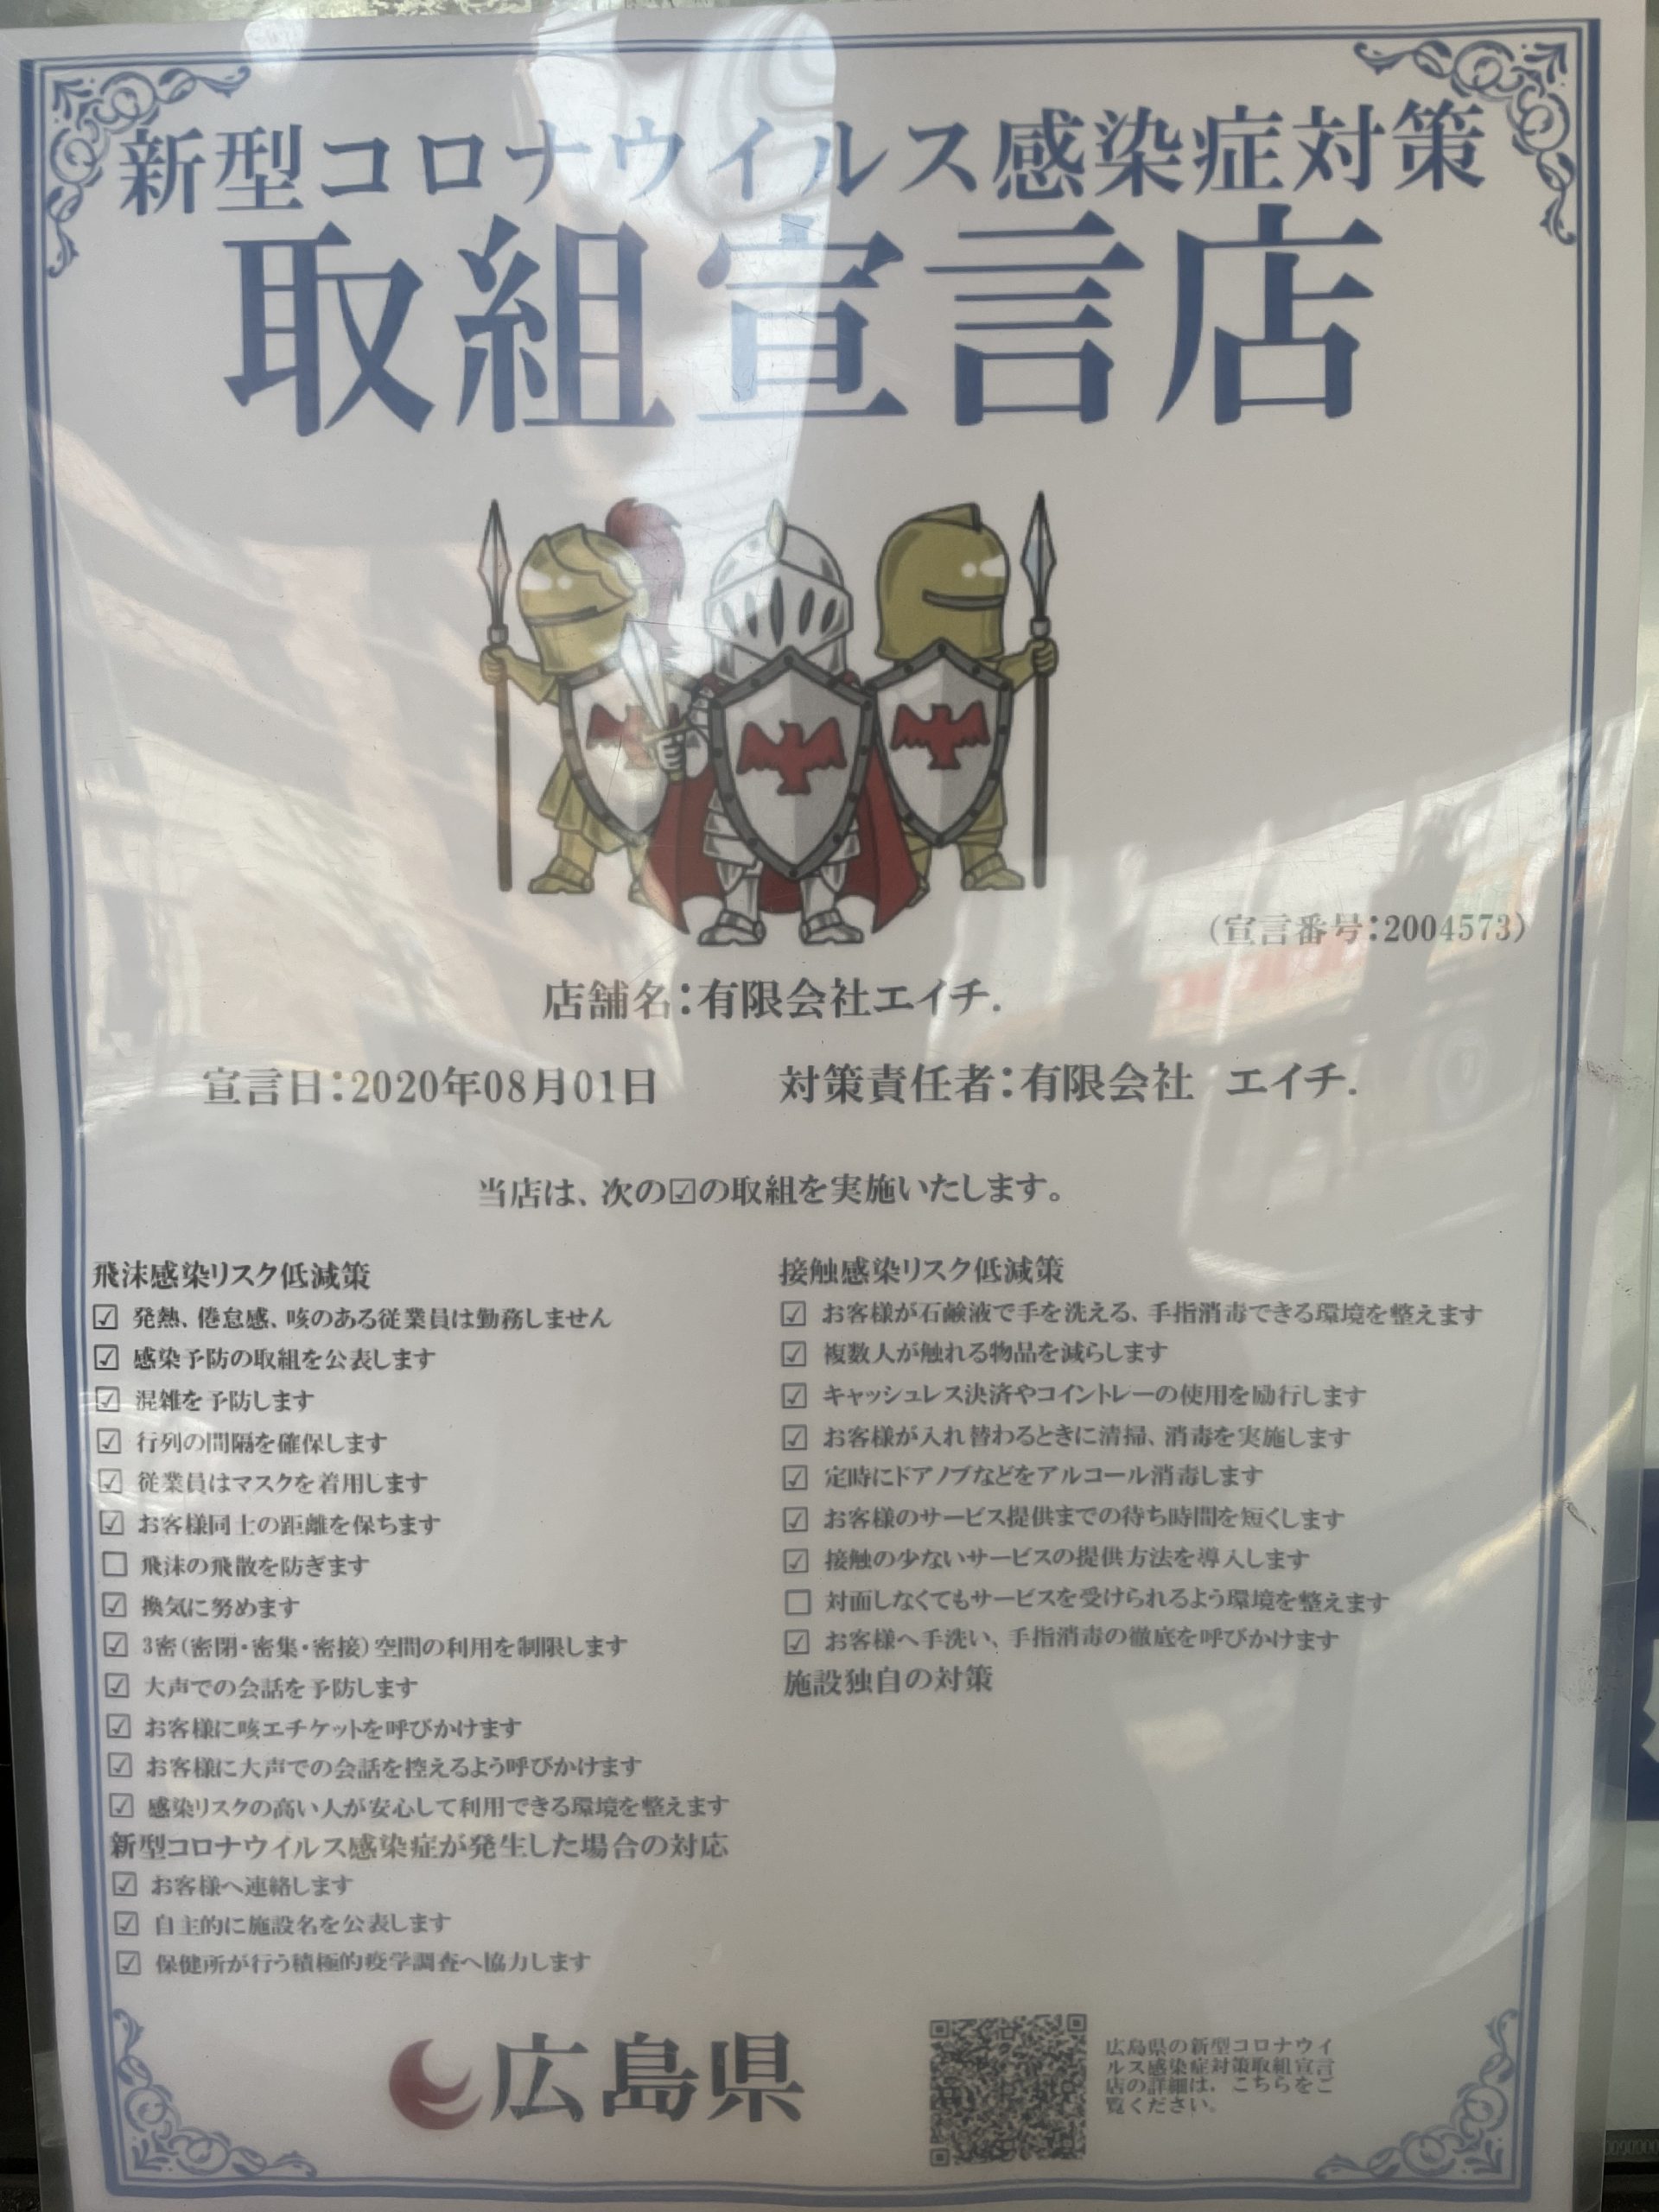 新型コロナウイルス感染症対策
取組宣言店
（宣言番号：2004573）
店舗名：有限会社エイチ.
宣言日：2020年08月01日　対策責任者：有限会社　エイチ.
当店は、次の☑の取組を実施いたします。
飛沫感染リスク低減策
☑ 発熱、倦怠感、咳のある従業員は勤務しません
☑ 感染予防の取組を公表します
☑ 混雑を予防します
☑ 行列の間隔を確保します
☑ 従業員はマスクを着用します
☑ お客様同士の距離を保ちます
☐ 飛沫の飛散を防ぎます
☑ 換気に努めます
☑ 3密（密閉・密集・密接）空間の利用を制限します
☑ 大声での会話を予防します
☑ お客様に咳エチケットを呼びかけます
☑ お客様に大声での会話を控えるよう呼びかけます
☑ 感染リスクの高い人が安心して利用できる環境を整えます
新型コロナウイルス感染症が発生した場合の対応
☑ お客様へ連絡します
☑ 自主的に施設名を公表します
☑ 保健所が行う積極的疫学調査へ協力します
接触感染リスク低減策
☑ お客様が石鹸液で手を洗える、手指消毒できる環境を整えます
☑ 複数人が触れる物品を減らします
☑ キャッシュレス決済やコイントレーの使用を励行します
☑ お客様が入れ替わるときに清掃、消毒を実施します
☑ 定時にドアノブなどをアルコール消毒します
☑ お客様のサービス提供までの待ち時間を短くします
☑ 接触の少ないサービスの提供方法を導入します
☐ 対面しなくてもサービスを受けられるよう環境を整えます
☑ お客様へ手洗い、手指消毒の徹底を呼びかけます
施設独自の対策
広島県
広島県の新型コロナウイ
ルス感染症対策取組宣言
店の詳細は、こちらをご
覧ください。